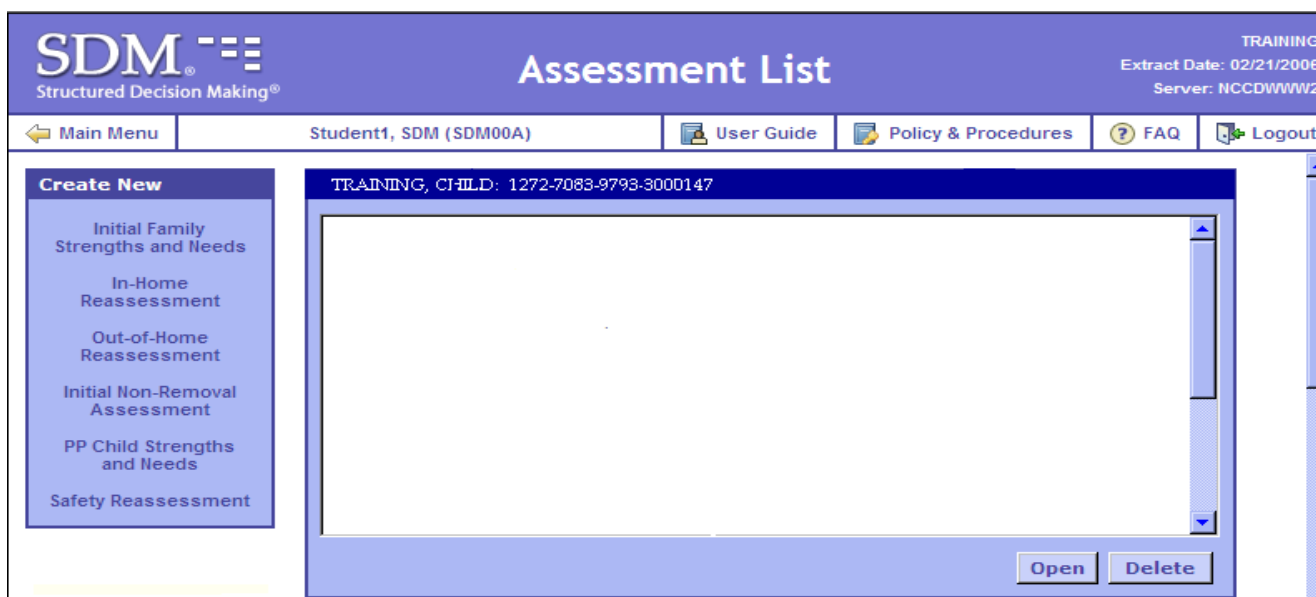 SDM®
Structured Decision Making®
Assessment List
TRAINING
Extract Date: 02/21/2006
Server: NCCDWWW2
Main Menu
Student1, SDM (SDM00A)
User Guide
Policy & Procedures
FAQ
Logout
Create New
Initial Family
Strengths and Needs
In-Home
Reassessment
Out-of-Home
Reassessment
Initial Non-Removal
Assessment
PP Child Strengths
and Needs
Safety Reassessment
TRAINING, CHILD: 1272-7083-9793-3000147
Open
Delete